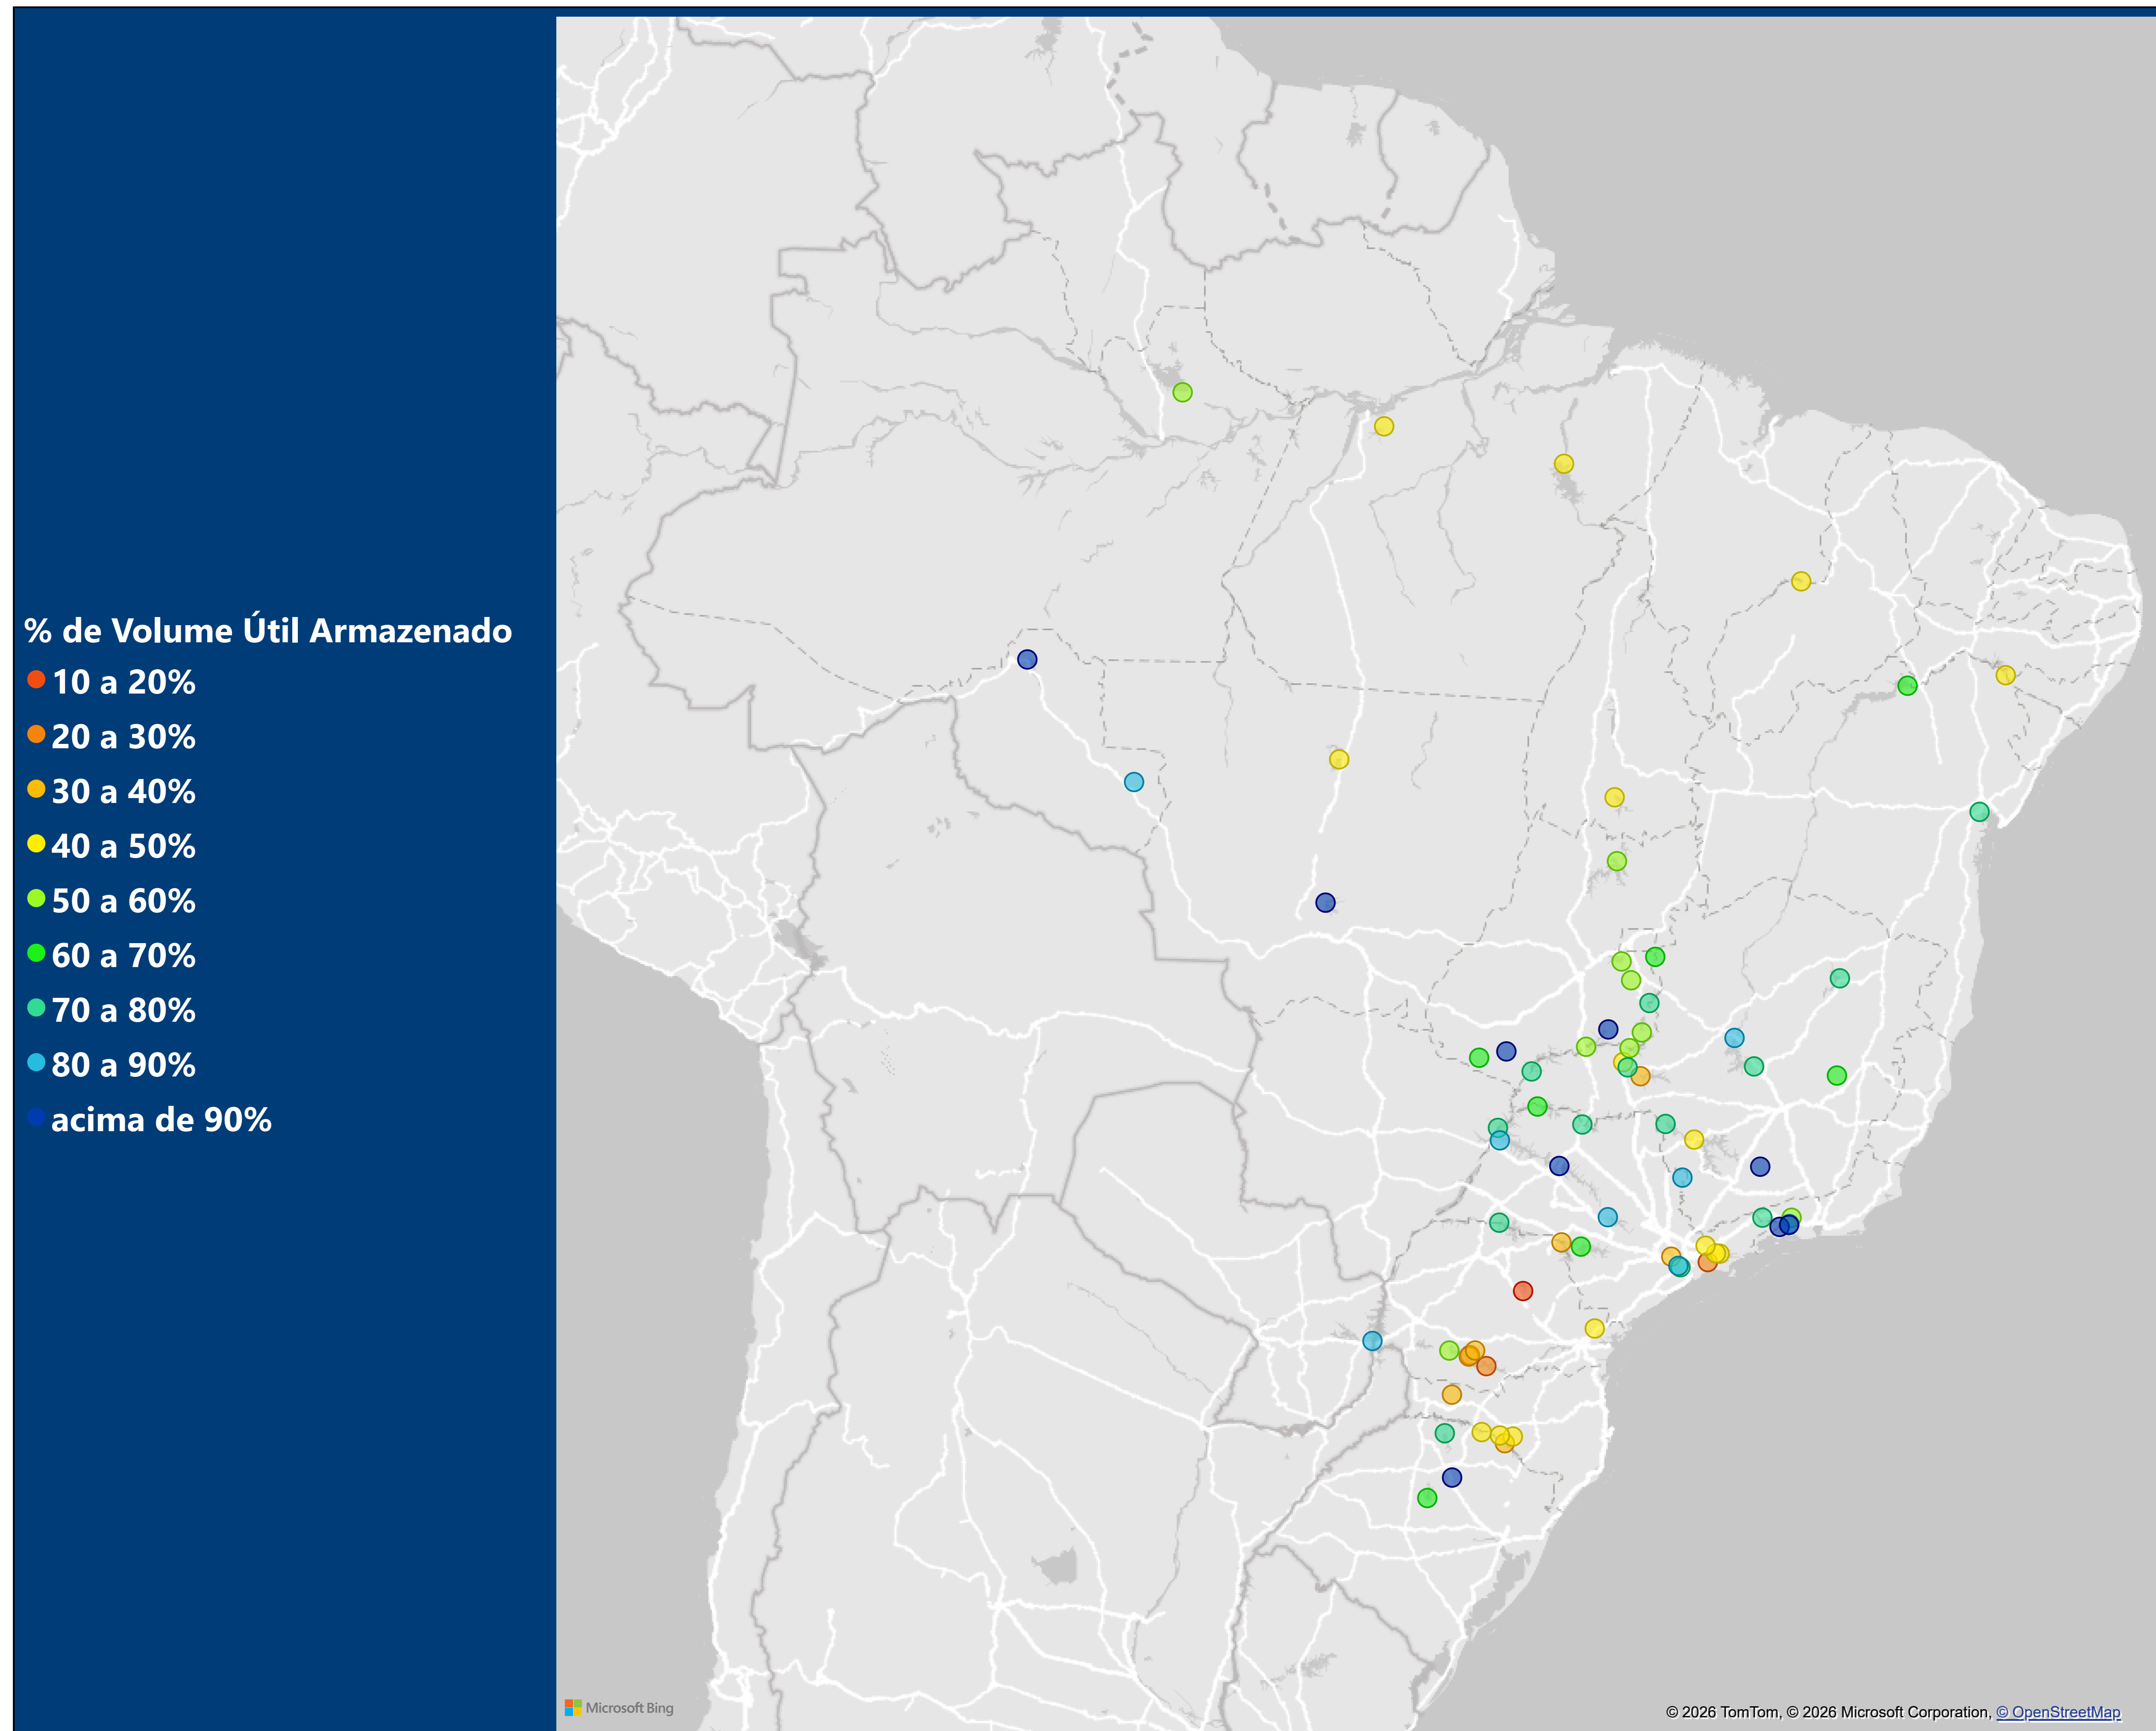 % de Volume Útil Armazenado
10 a 20%
20 a 30%
30 a 40%
40 a 50%
50 a 60%
60 a 70%
70 a 80%
80 a 90%
acima de 90%
Microsoft Bing
© 2026 TomTom, © 2026 Microsoft Corporation, © OpenStreetMap